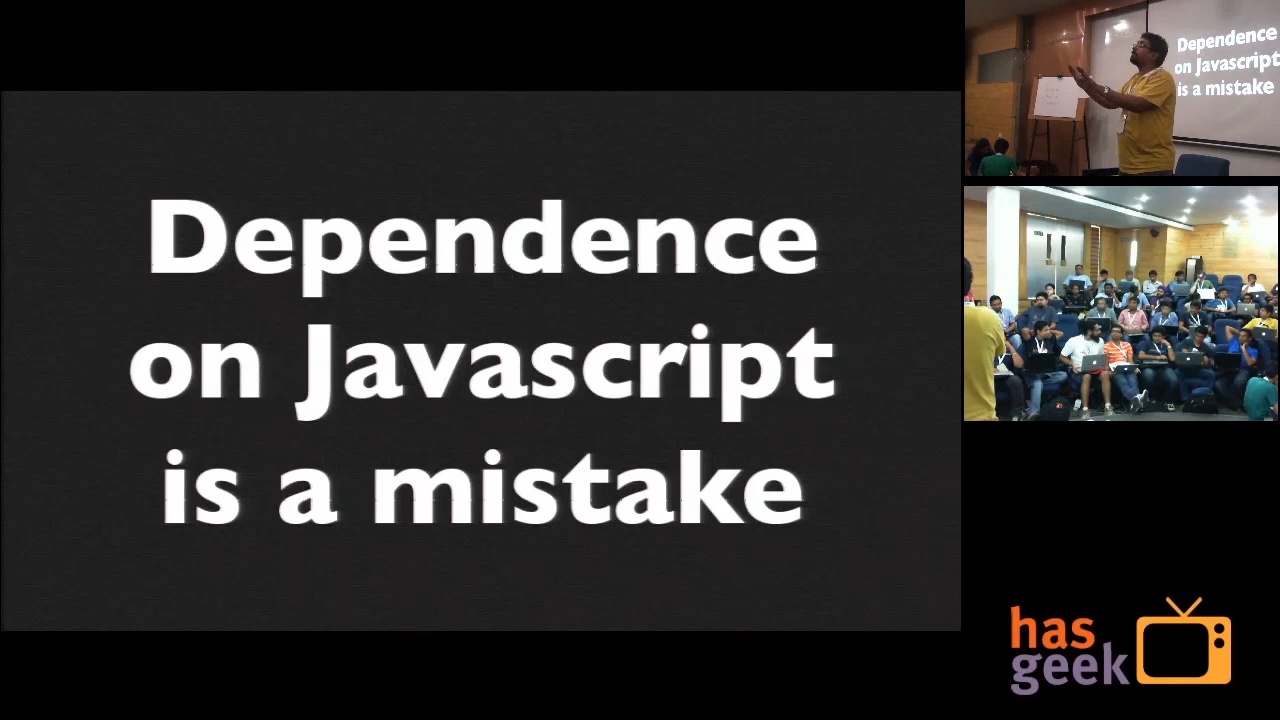 Dependence
on Javascript
is a mistake
Dependence
on Javascript
is a mistake
has
geek